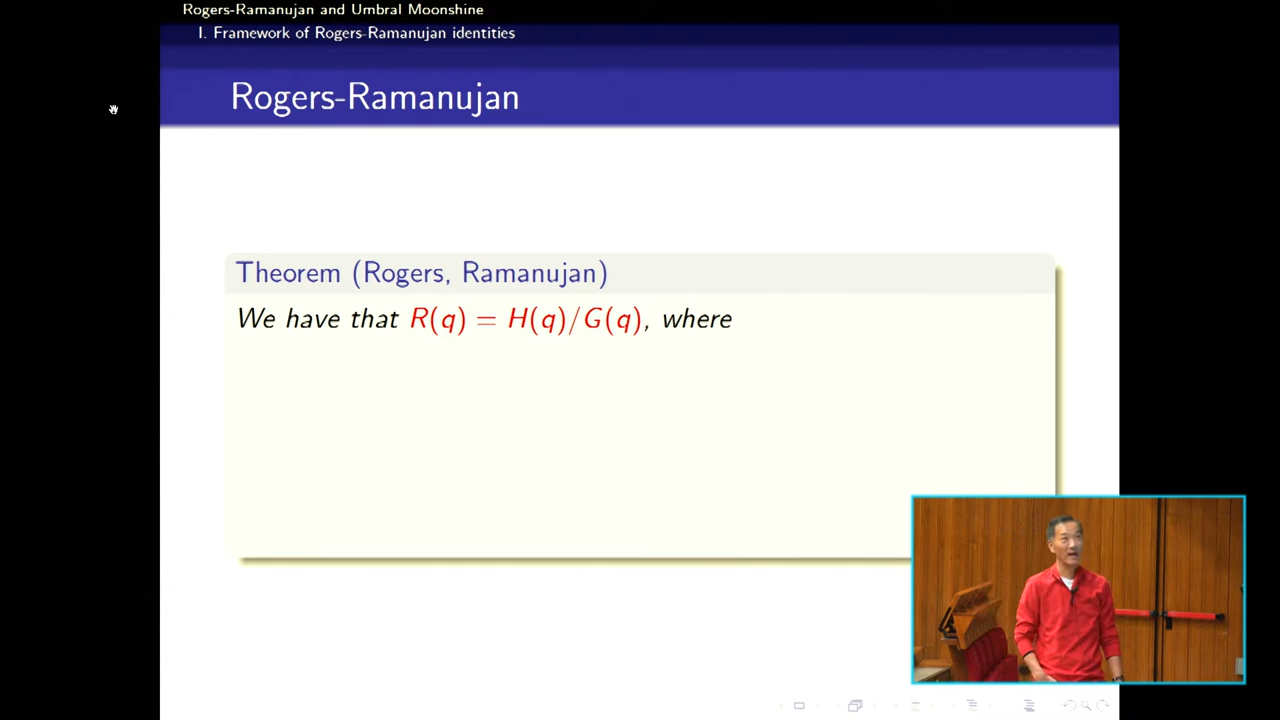 Rogers-Ramanujan and Umbral Moonshine
I. Framework of Rogers-Ramanujan identities
Rogers-Ramanujan
Theorem (Rogers, Ramanujan)
We have that R(q) = H(q)/G(q), where